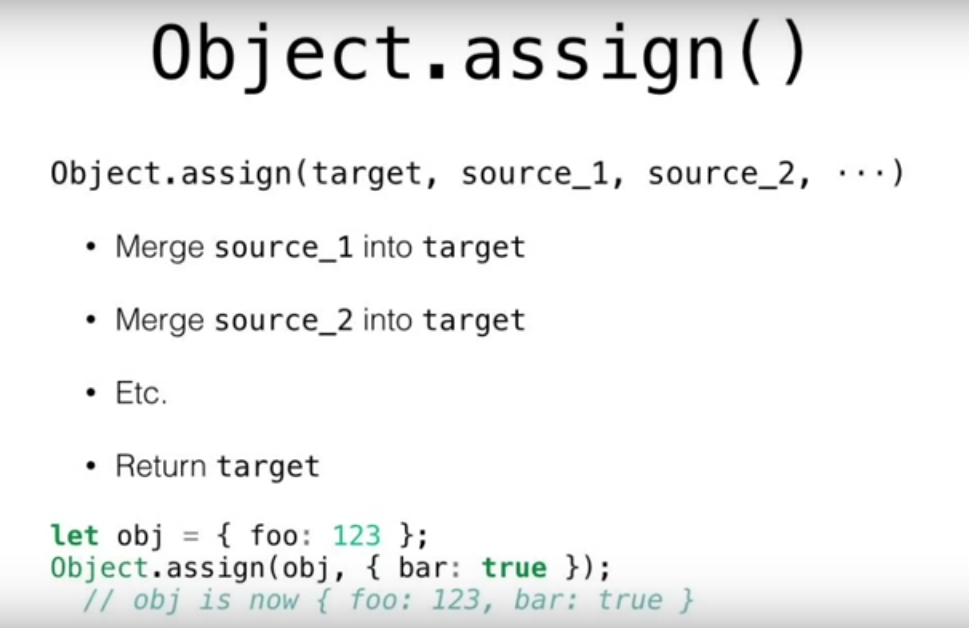 Object.assign()
Object.assign(target, source_1, source_2, ···)
• Merge source_1 into target
• Merge source_2 into target
• Etc.
• Return target
let obj = { foo: 123 };
Object.assign(obj, { bar: true });
// obj is now { foo: 123, bar: true }